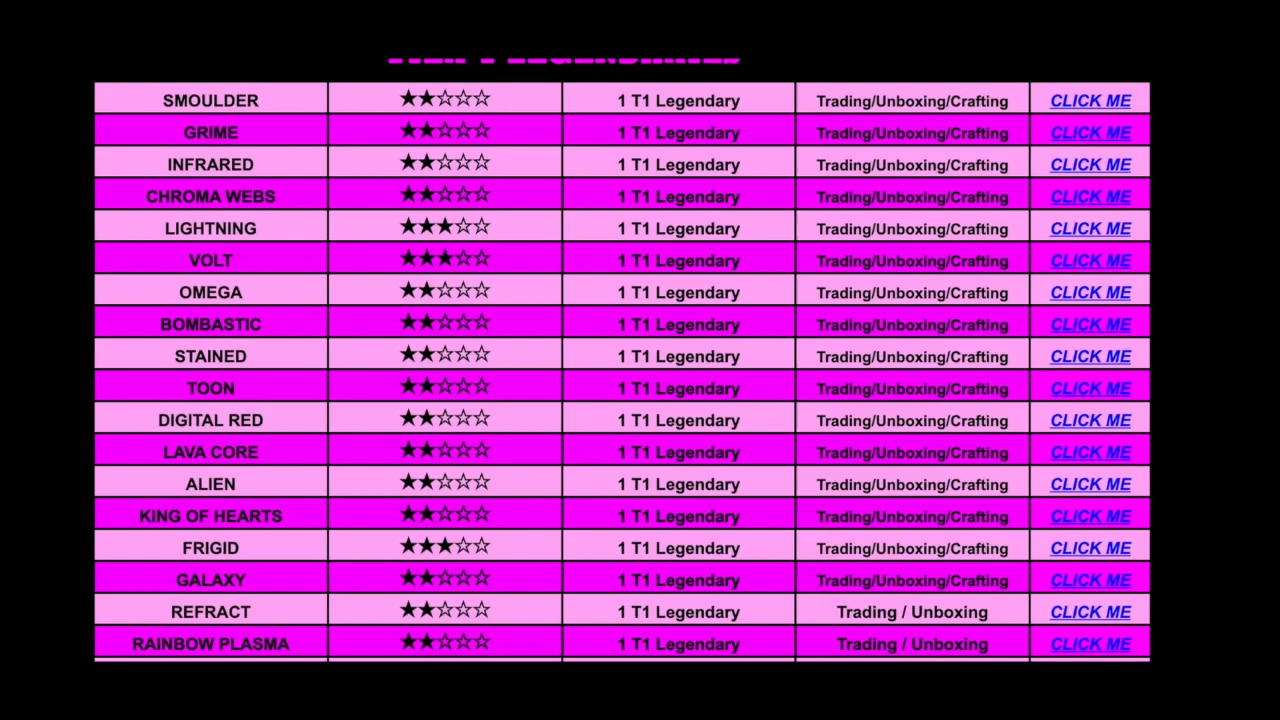 SMOULDER ★★☆☆☆ 1 T1 Legendary Trading/Unboxing/Crafting CLICK ME
GRIME ★★☆☆☆ 1 T1 Legendary Trading/Unboxing/Crafting CLICK ME
INFRARED ★★☆☆☆ 1 T1 Legendary Trading/Unboxing/Crafting CLICK ME
CHROMA WEBS ★★☆☆☆ 1 T1 Legendary Trading/Unboxing/Crafting CLICK ME
LIGHTNING ★★★☆☆ 1 T1 Legendary Trading/Unboxing/Crafting CLICK ME
VOLT ★★★☆☆ 1 T1 Legendary Trading/Unboxing/Crafting CLICK ME
OMEGA ★★☆☆☆ 1 T1 Legendary Trading/Unboxing/Crafting CLICK ME
BOMBASTIC ★★☆☆☆ 1 T1 Legendary Trading/Unboxing/Crafting CLICK ME
STAINED ★★☆☆☆ 1 T1 Legendary Trading/Unboxing/Crafting CLICK ME
TOON ★★☆☆☆ 1 T1 Legendary Trading/Unboxing/Crafting CLICK ME
DIGITAL RED ★★☆☆☆ 1 T1 Legendary Trading/Unboxing/Crafting CLICK ME
LAVA CORE ★★☆☆☆ 1 T1 Legendary Trading/Unboxing/Crafting CLICK ME
ALIEN ★★☆☆☆ 1 T1 Legendary Trading/Unboxing/Crafting CLICK ME
KING OF HEARTS ★★☆☆☆ 1 T1 Legendary Trading/Unboxing/Crafting CLICK ME
FRIGID ★★★☆☆ 1 T1 Legendary Trading/Unboxing/Crafting CLICK ME
GALAXY ★★☆☆☆ 1 T1 Legendary Trading/Unboxing/Crafting CLICK ME
REFRACT ★★☆☆☆ 1 T1 Legendary Trading / Unboxing CLICK ME
RAINBOW PLASMA ★★☆☆☆ 1 T1 Legendary Trading / Unboxing CLICK ME